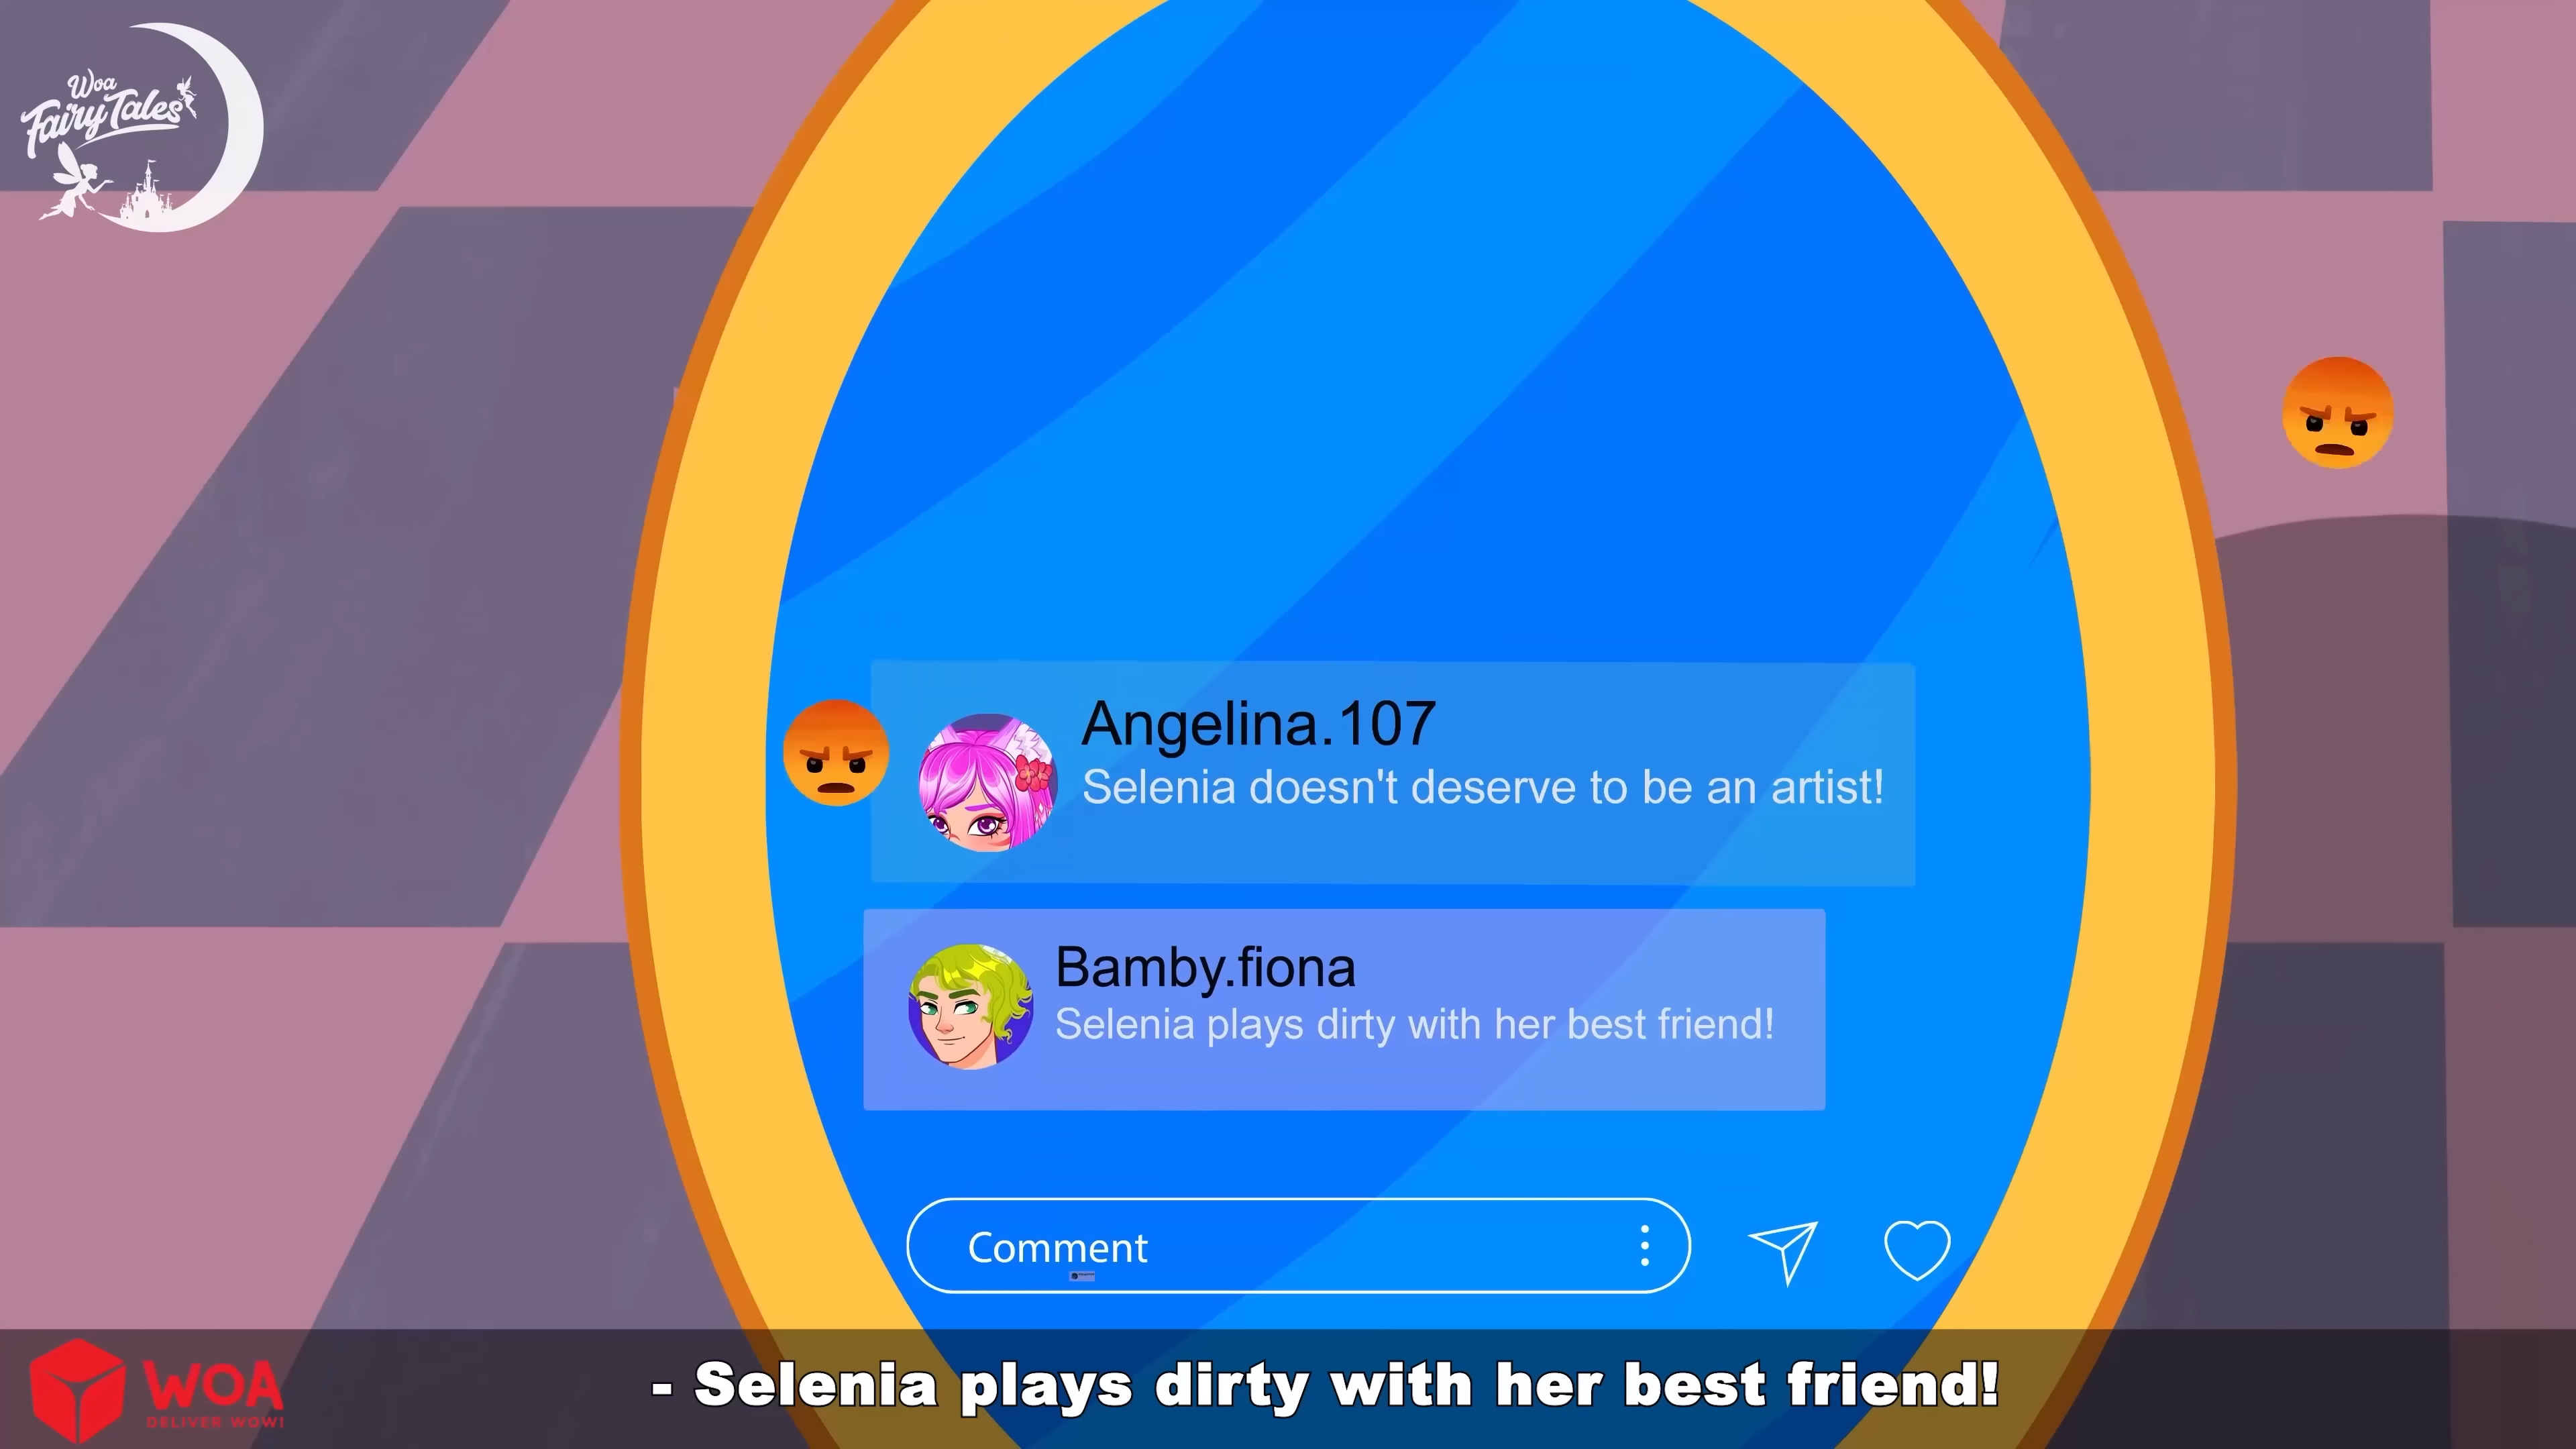 Woa
Fairy Tales
Angelina.107
Selenia doesn't deserve to be an artist!
Bamby.fiona
Selenia plays dirty with her best friend!
Comment
- Selenia plays dirty with her best friend!
WOA
DELIVER WOW!